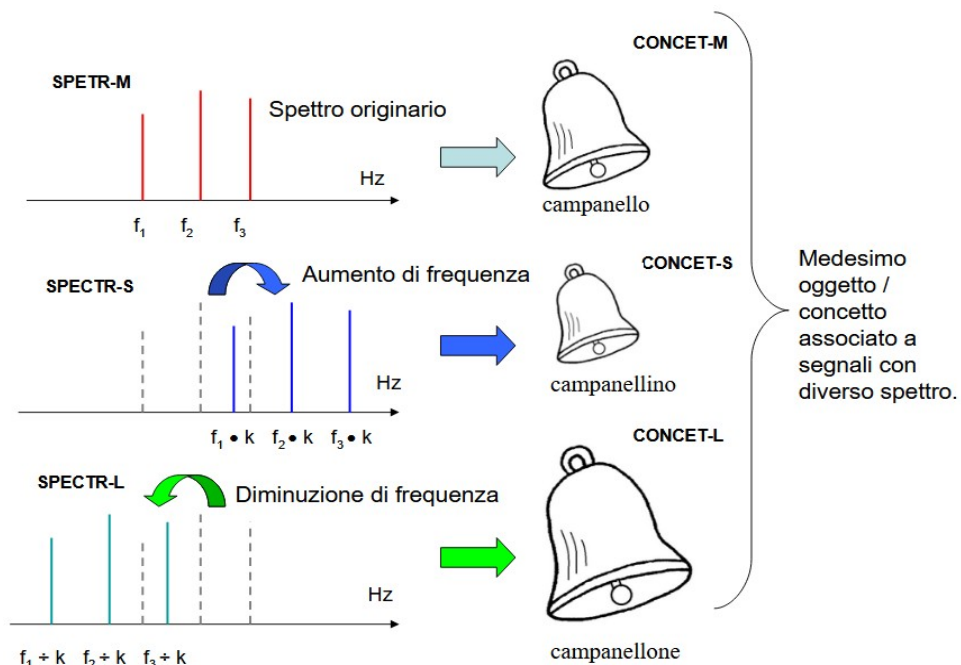 CONCET-M
SPETR-M
Spettro originario
Hz
campanello
f1 f2 f3
SPECTR-S
Aumento di frequenza
CONCET-S
Hz
campanellino
f1 • k f2 • k f3 • k
Medesimo
oggetto /
concetto
associato a
segnali con
diverso spettro.
CONCET-L
SPECTR-L
Diminuzione di frequenza
Hz
campanellone
f1 ÷ k f2 ÷ k f3 ÷ k